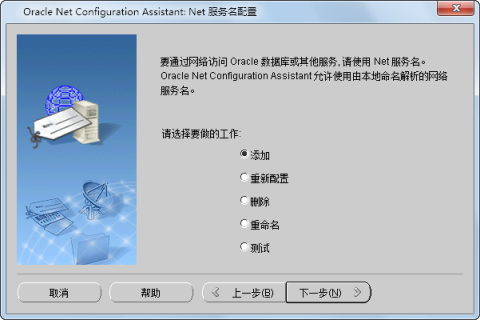 Oracle Net Configuration Assistant: Net 服务名配置
要通过网络访问 Oracle 数据库或其他服务,请使用 Net 服务名。
Oracle Net Configuration Assistant 允许使用由本地命名解析的网络
服务名。
请选择要做的工作:
添加
重新配置
删除
重命名
测试
取消
帮助
上一步(B)
下一步(N)